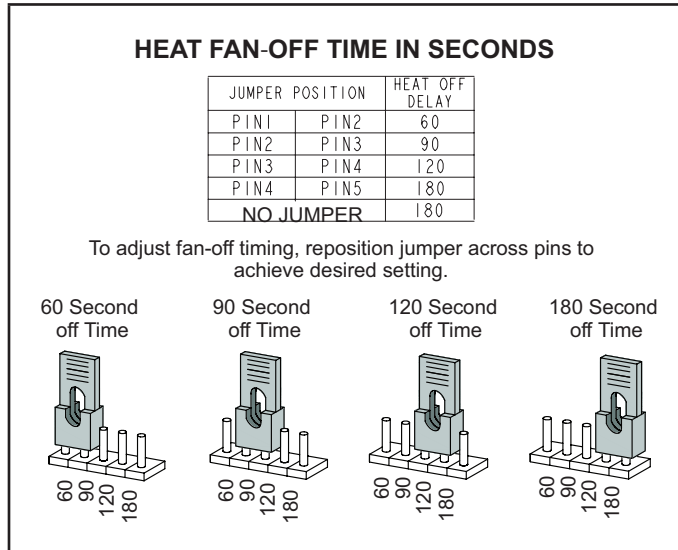 HEAT FAN-OFF TIME IN SECONDS
JUMPER POSITION HEAT OFF DELAY
PIN1 PIN2 60
PIN2 PIN3 90
PIN3 PIN4 120
PIN4 PIN5 180
NO JUMPER 180
To adjust fan-off timing, reposition jumper across pins to
achieve desired setting.
60 Second
off Time
90 Second
off Time
120 Second
off Time
180 Second
off Time
60 90 120 180
60 90 120 180
60 90 120 180
60 90 120 180